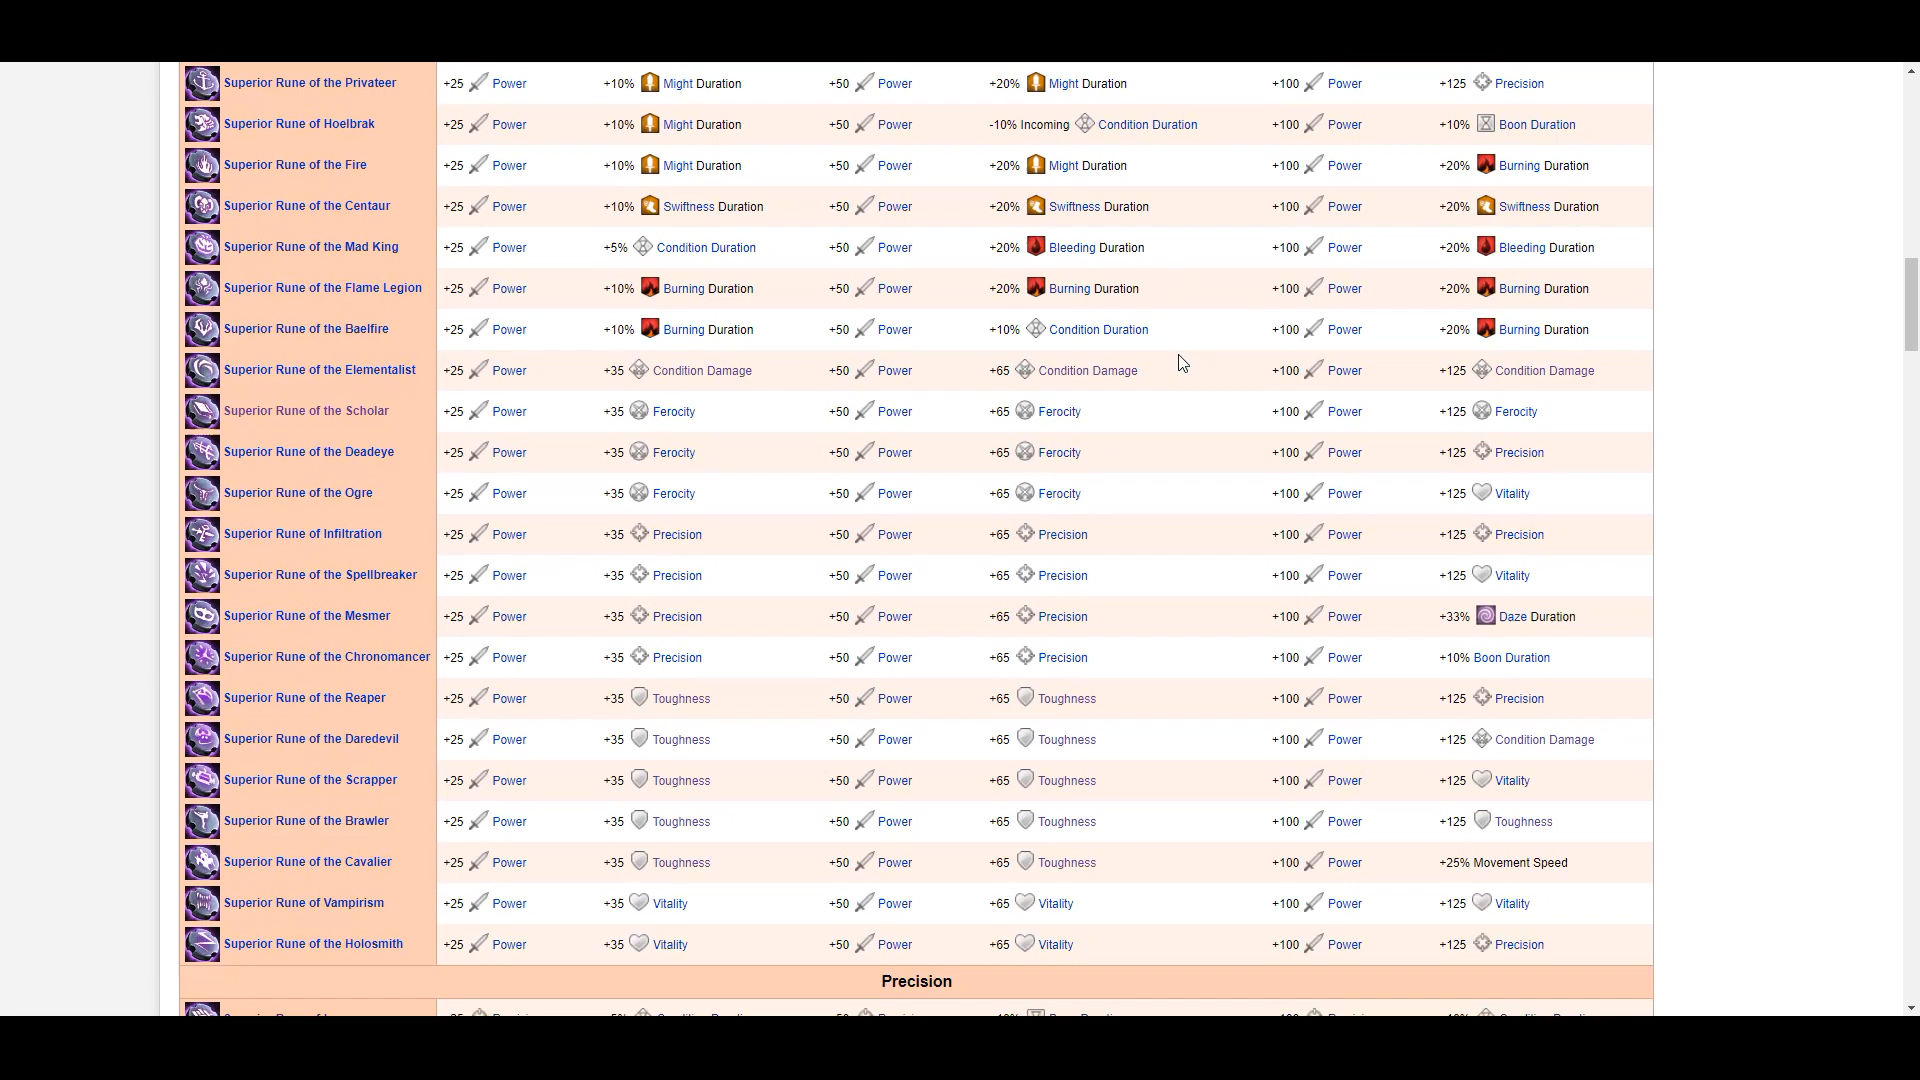 Superior Rune of the Privateer +25 Power +10% Might Duration +50 Power +20% Might Duration +100 Power +125 Precision
Superior Rune of Hoelbrak +25 Power +10% Might Duration +50 Power -10% Incoming Condition Duration +100 Power +10% Boon Duration
Superior Rune of the Fire +25 Power +10% Might Duration +50 Power +20% Might Duration +100 Power +20% Burning Duration
Superior Rune of the Centaur +25 Power +10% Swiftness Duration +50 Power +20% Swiftness Duration +100 Power +20% Swiftness Duration
Superior Rune of the Mad King +25 Power +5% Condition Duration +50 Power +20% Bleeding Duration +100 Power +20% Bleeding Duration
Superior Rune of the Flame Legion +25 Power +10% Burning Duration +50 Power +20% Burning Duration +100 Power +20% Burning Duration
Superior Rune of the Baelfire +25 Power +10% Burning Duration +50 Power +10% Condition Duration +100 Power +20% Burning Duration
Superior Rune of the Elementalist +25 Power +35 Condition Damage +50 Power +65 Condition Damage +100 Power +125 Condition Damage
Superior Rune of the Scholar +25 Power +35 Ferocity +50 Power +65 Ferocity +100 Power +125 Ferocity
Superior Rune of the Deadeye +25 Power +35 Ferocity +50 Power +65 Ferocity +100 Power +125 Precision
Superior Rune of the Ogre +25 Power +35 Ferocity +50 Power +65 Ferocity +100 Power +125 Vitality
Superior Rune of Infiltration +25 Power +35 Precision +50 Power +65 Precision +100 Power +125 Precision
Superior Rune of the Spellbreaker +25 Power +35 Precision +50 Power +65 Precision +100 Power +125 Vitality
Superior Rune of the Mesmer +25 Power +35 Precision +50 Power +65 Precision +100 Power +33% Daze Duration
Superior Rune of the Chronomancer +25 Power +35 Precision +50 Power +65 Precision +100 Power +10% Boon Duration
Superior Rune of the Reaper +25 Power +35 Toughness +50 Power +65 Toughness +100 Power +125 Precision
Superior Rune of the Daredevil +25 Power +35 Toughness +50 Power +65 Toughness +100 Power +125 Condition Damage
Superior Rune of the Scrapper +25 Power +35 Toughness +50 Power +65 Toughness +100 Power +125 Vitality
Superior Rune of the Brawler +25 Power +35 Toughness +50 Power +65 Toughness +100 Power +125 Toughness
Superior Rune of the Cavalier +25 Power +35 Toughness +50 Power +65 Toughness +100 Power +25% Movement Speed
Superior Rune of Vampirism +25 Power +35 Vitality +50 Power +65 Vitality +100 Power +125 Vitality
Superior Rune of the Holosmith +25 Power +35 Vitality +50 Power +65 Vitality +100 Power +125 Precision
Precision